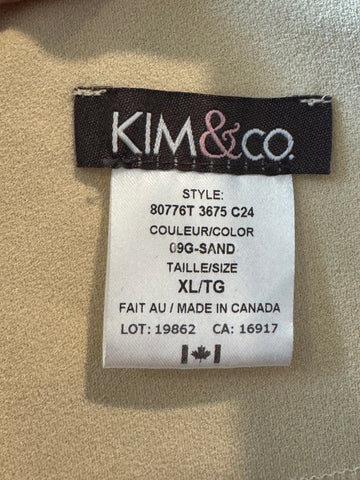 KIM&CO.
STYLE:
80776T 3675 C24
COULEUR/COLOR
09G-SAND
TAILLE/SIZE
XL/TG
FAIT AU / MADE IN CANADA
LOT: 19862 CA: 16917